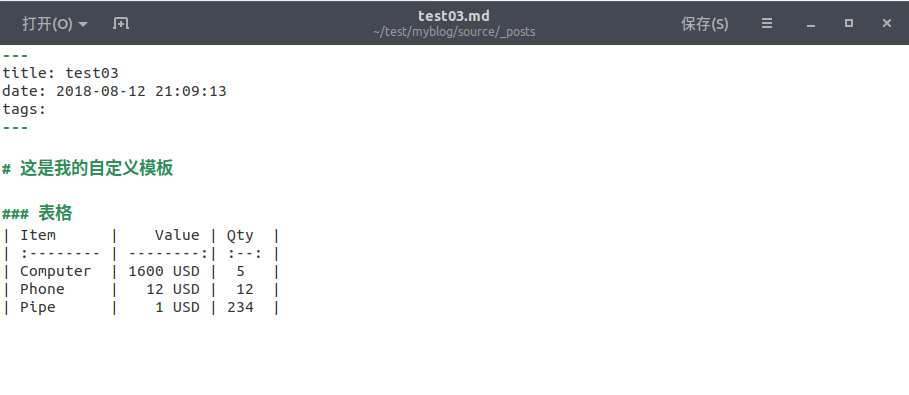 打开(O)
test03.md
~/test/myblog/source/_posts
保存(S)
---
title: test03
date: 2018-08-12 21:09:13
tags:
---
# 这是我的自定义模板
### 表格
| Item      |    Value | Qty  |
| :-------- | --------:| :--: |
| Computer  | 1600 USD |  5   |
| Phone     |   12 USD |  12  |
| Pipe      |    1 USD | 234  |